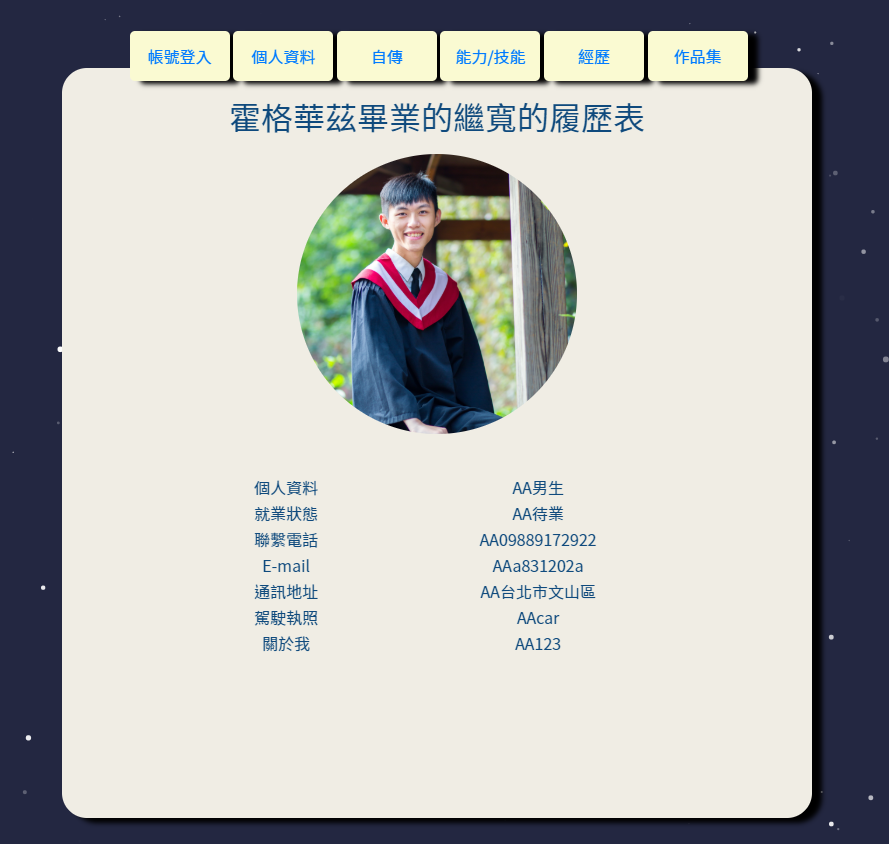 帳號登入 個人資料 自傳 能力/技能 經歷 作品集
霍格華茲畢業的繼寬的履歷表
個人資料 AA男生
就業狀態 AA待業
聯繫電話 AA09889172922
E-mail AAa831202a
通訊地址 AA台北市文山區
駕駛執照 AAcar
關於我 AA123